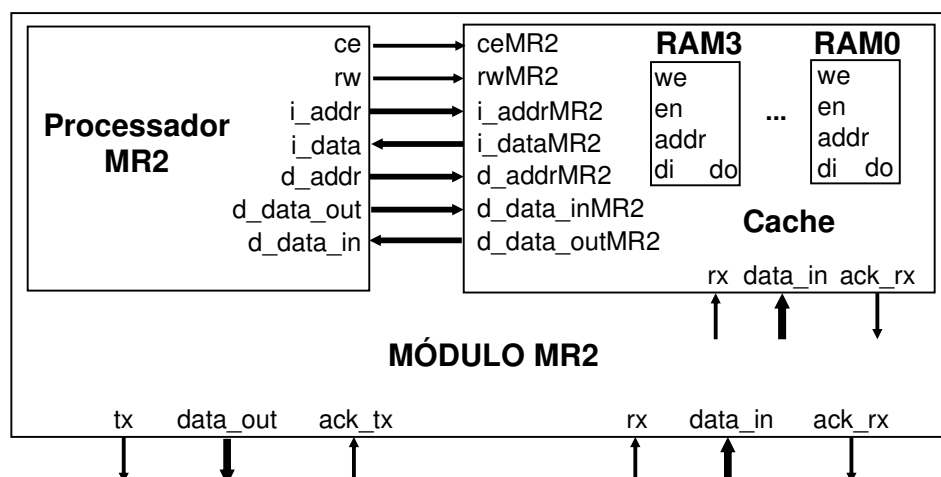 ce ceMR2 RAM3 RAM0
rw rwMR2 we we
i_addr i_addrMR2 en ... en
Processador i_data i_dataMR2 addr addr
MR2 d_addr d_addrMR2 di do di do
d_data_out d_data_inMR2 Cache
d_data_in d_data_outMR2
rx data_in ack_rx
MÓDULO MR2
tx data_out ack_tx rx data_in ack_rx